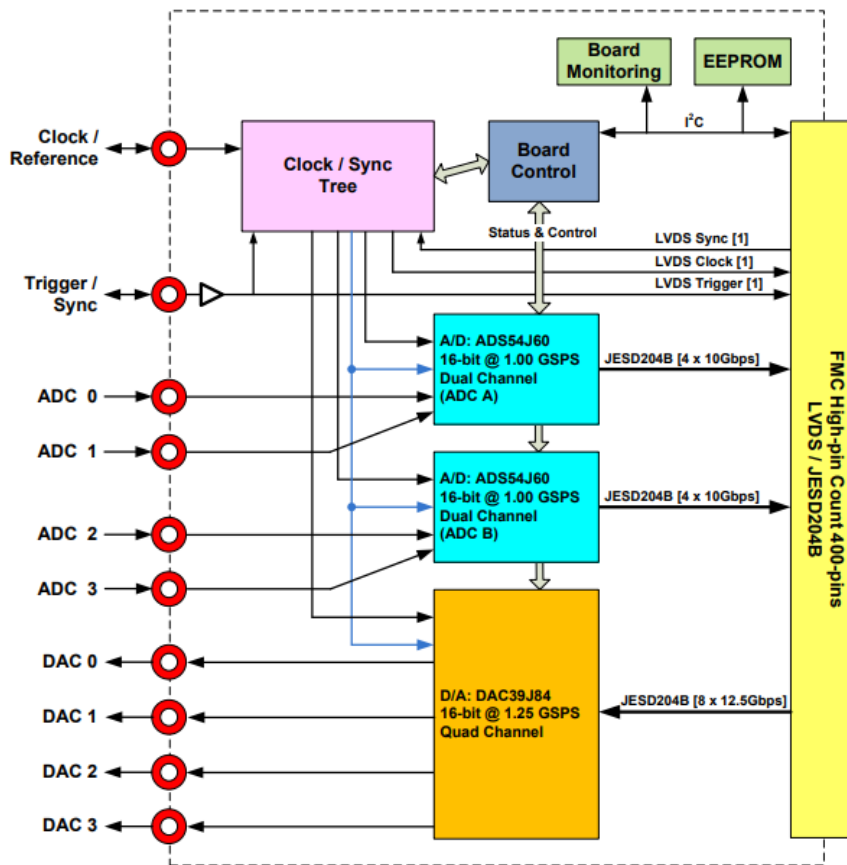 Board
Monitoring
EEPROM
I²C
Clock /
Reference
Clock / Sync
Tree
Board
Control
Status & Control
LVDS Sync [1]
LVDS Clock [1]
Trigger /
Sync
LVDS Trigger [1]
A/D: ADS54J60
16-bit @ 1.00 GSPS
Dual Channel
(ADC A)
JESD204B [4 x 10Gbps]
ADC 0
ADC 1
A/D: ADS54J60
16-bit @ 1.00 GSPS
Dual Channel
(ADC B)
JESD204B [4 x 10Gbps]
ADC 2
ADC 3
DAC 0
DAC 1
DAC 2
DAC 3
D/A: DAC39J84
16-bit @ 1.25 GSPS
Quad Channel
JESD204B [8 x 12.5Gbps]
FMC High-pin Count 400-pins
LVDS / JESD204B